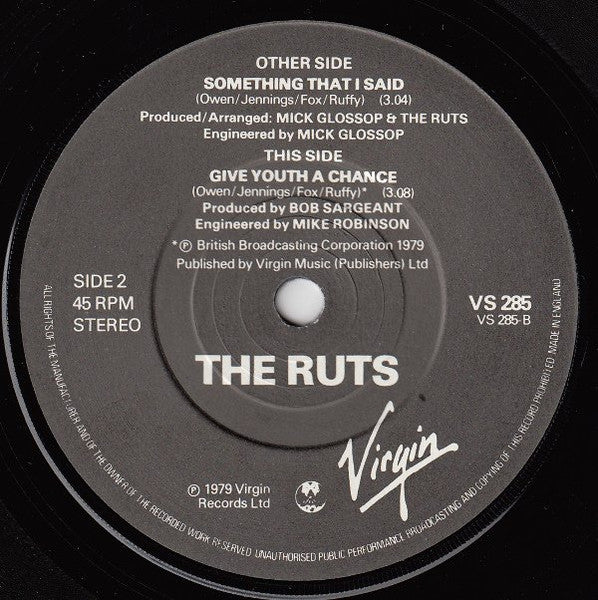 OTHER SIDE
SOMETHING THAT I SAID
(Owen/Jennings/Fox/Ruffy) (3.04)
Produced/Arranged: MICK GLOSSOP & THE RUTS
Engineered by MICK GLOSSOP
THIS SIDE
GIVE YOUTH A CHANCE
(Owen/Jennings/Fox/Ruffy)* (3.08)
Produced by BOB SARGEANT
Engineered by MIKE ROBINSON
*℗ British Broadcasting Corporation 1979
Published by Virgin Music (Publishers) Ltd
SIDE 2
45 RPM
STEREO
VS 285
VS 285-B
THE RUTS
Virgin
℗ 1979 Virgin
Records Ltd
ALL RIGHTS OF THE MANUFACTURER AND OF THE OWNER OF THE RECORDED WORK RESERVED. UNAUTHORISED PUBLIC PERFORMANCE BROADCASTING AND COPYING OF THIS RECORD PROHIBITED MADE IN ENGLAND